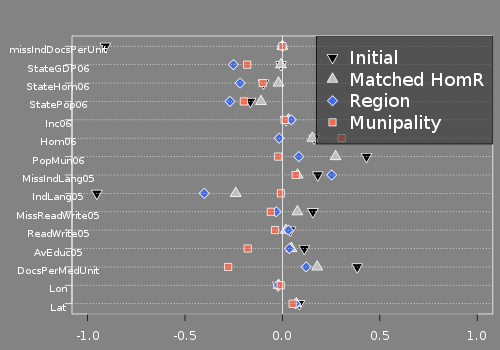 missIndDocsPerUnit
StateGDP06
StateHom06
StatePop06
Inc06
Hom06
PopMun06
MissIndLang05
IndLang05
MissReadWrite05
ReadWrite05
AvEduc05
DocsPerMedUnit
Lon
Lat
Initial
Matched HomR
Region
Munipality
-1.0
-0.5
0.0
0.5
1.0